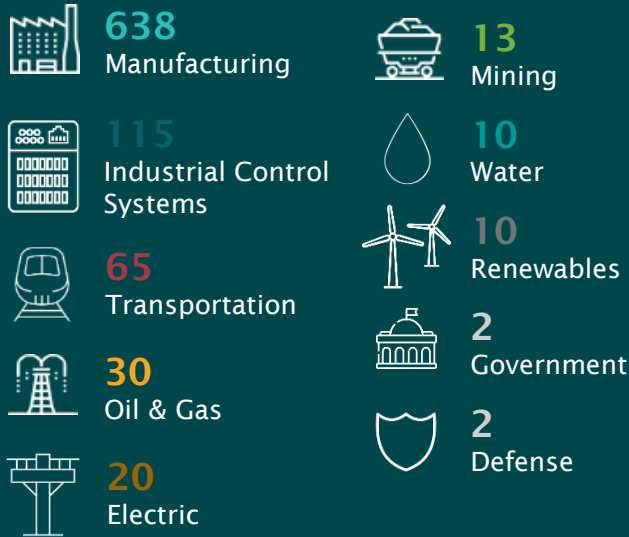 638
Manufacturing
115
Industrial Control
Systems
65
Transportation
30
Oil & Gas
20
Electric
13
Mining
10
Water
10
Renewables
2
Government
2
Defense